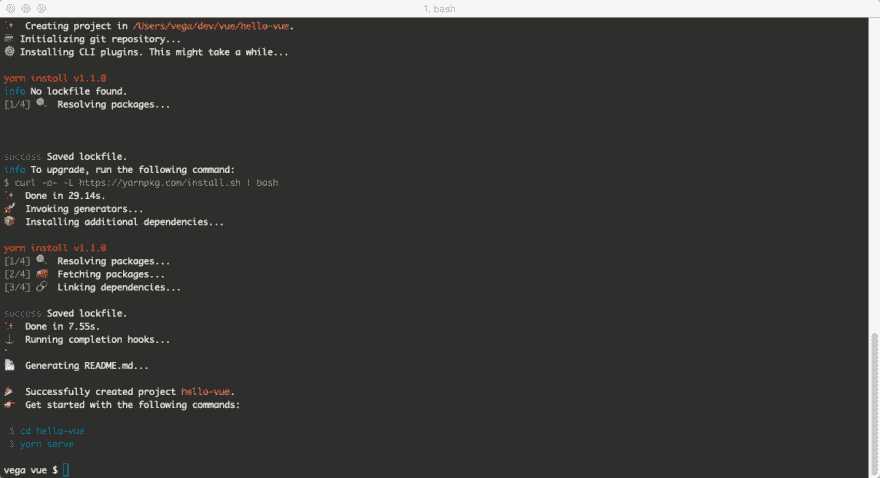 1. bash
Creating project in /Users/vega/dev/vue/hello-vue.
Initializing git repository...
Installing CLI plugins. This might take a while...
yarn install v1.1.0
info No lockfile found.
[1/4] Resolving packages...
success Saved lockfile.
info To upgrade, run the following command:
$ curl -o- -L https://yarnpkg.com/install.sh | bash
Done in 29.14s.
Invoking generators...
Installing additional dependencies...
yarn install v1.1.0
[1/4] Resolving packages...
[2/4] Fetching packages...
[3/4] Linking dependencies...
success Saved lockfile.
Done in 7.55s.
Running completion hooks...
Generating README.md...
Successfully created project hello-vue.
Get started with the following commands:
$ cd hello-vue
$ yarn serve
vega vue $